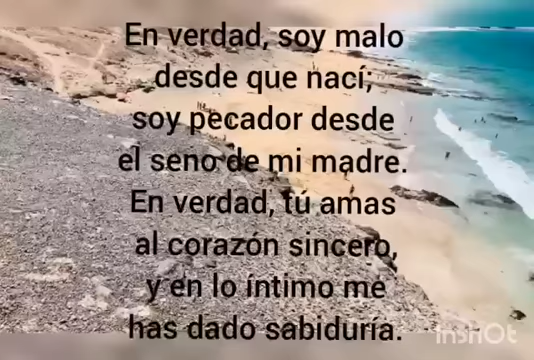 En verdad, soy malo
desde que nací;
soy pecador desde
el seno de mi madre.
En verdad, tú amas
al corazón sincero,
y en lo íntimo me
has dado sabiduría.
InShOt